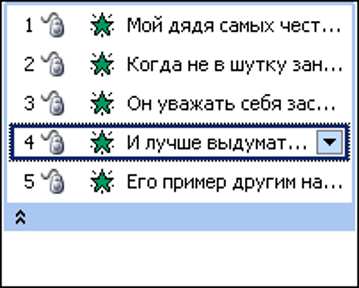 1 Мой дядя самых чест...
2 Когда не в шутку зан...
3 Он уважать себя зас...
4 И лучше выдумат...
5 Его пример другим на...